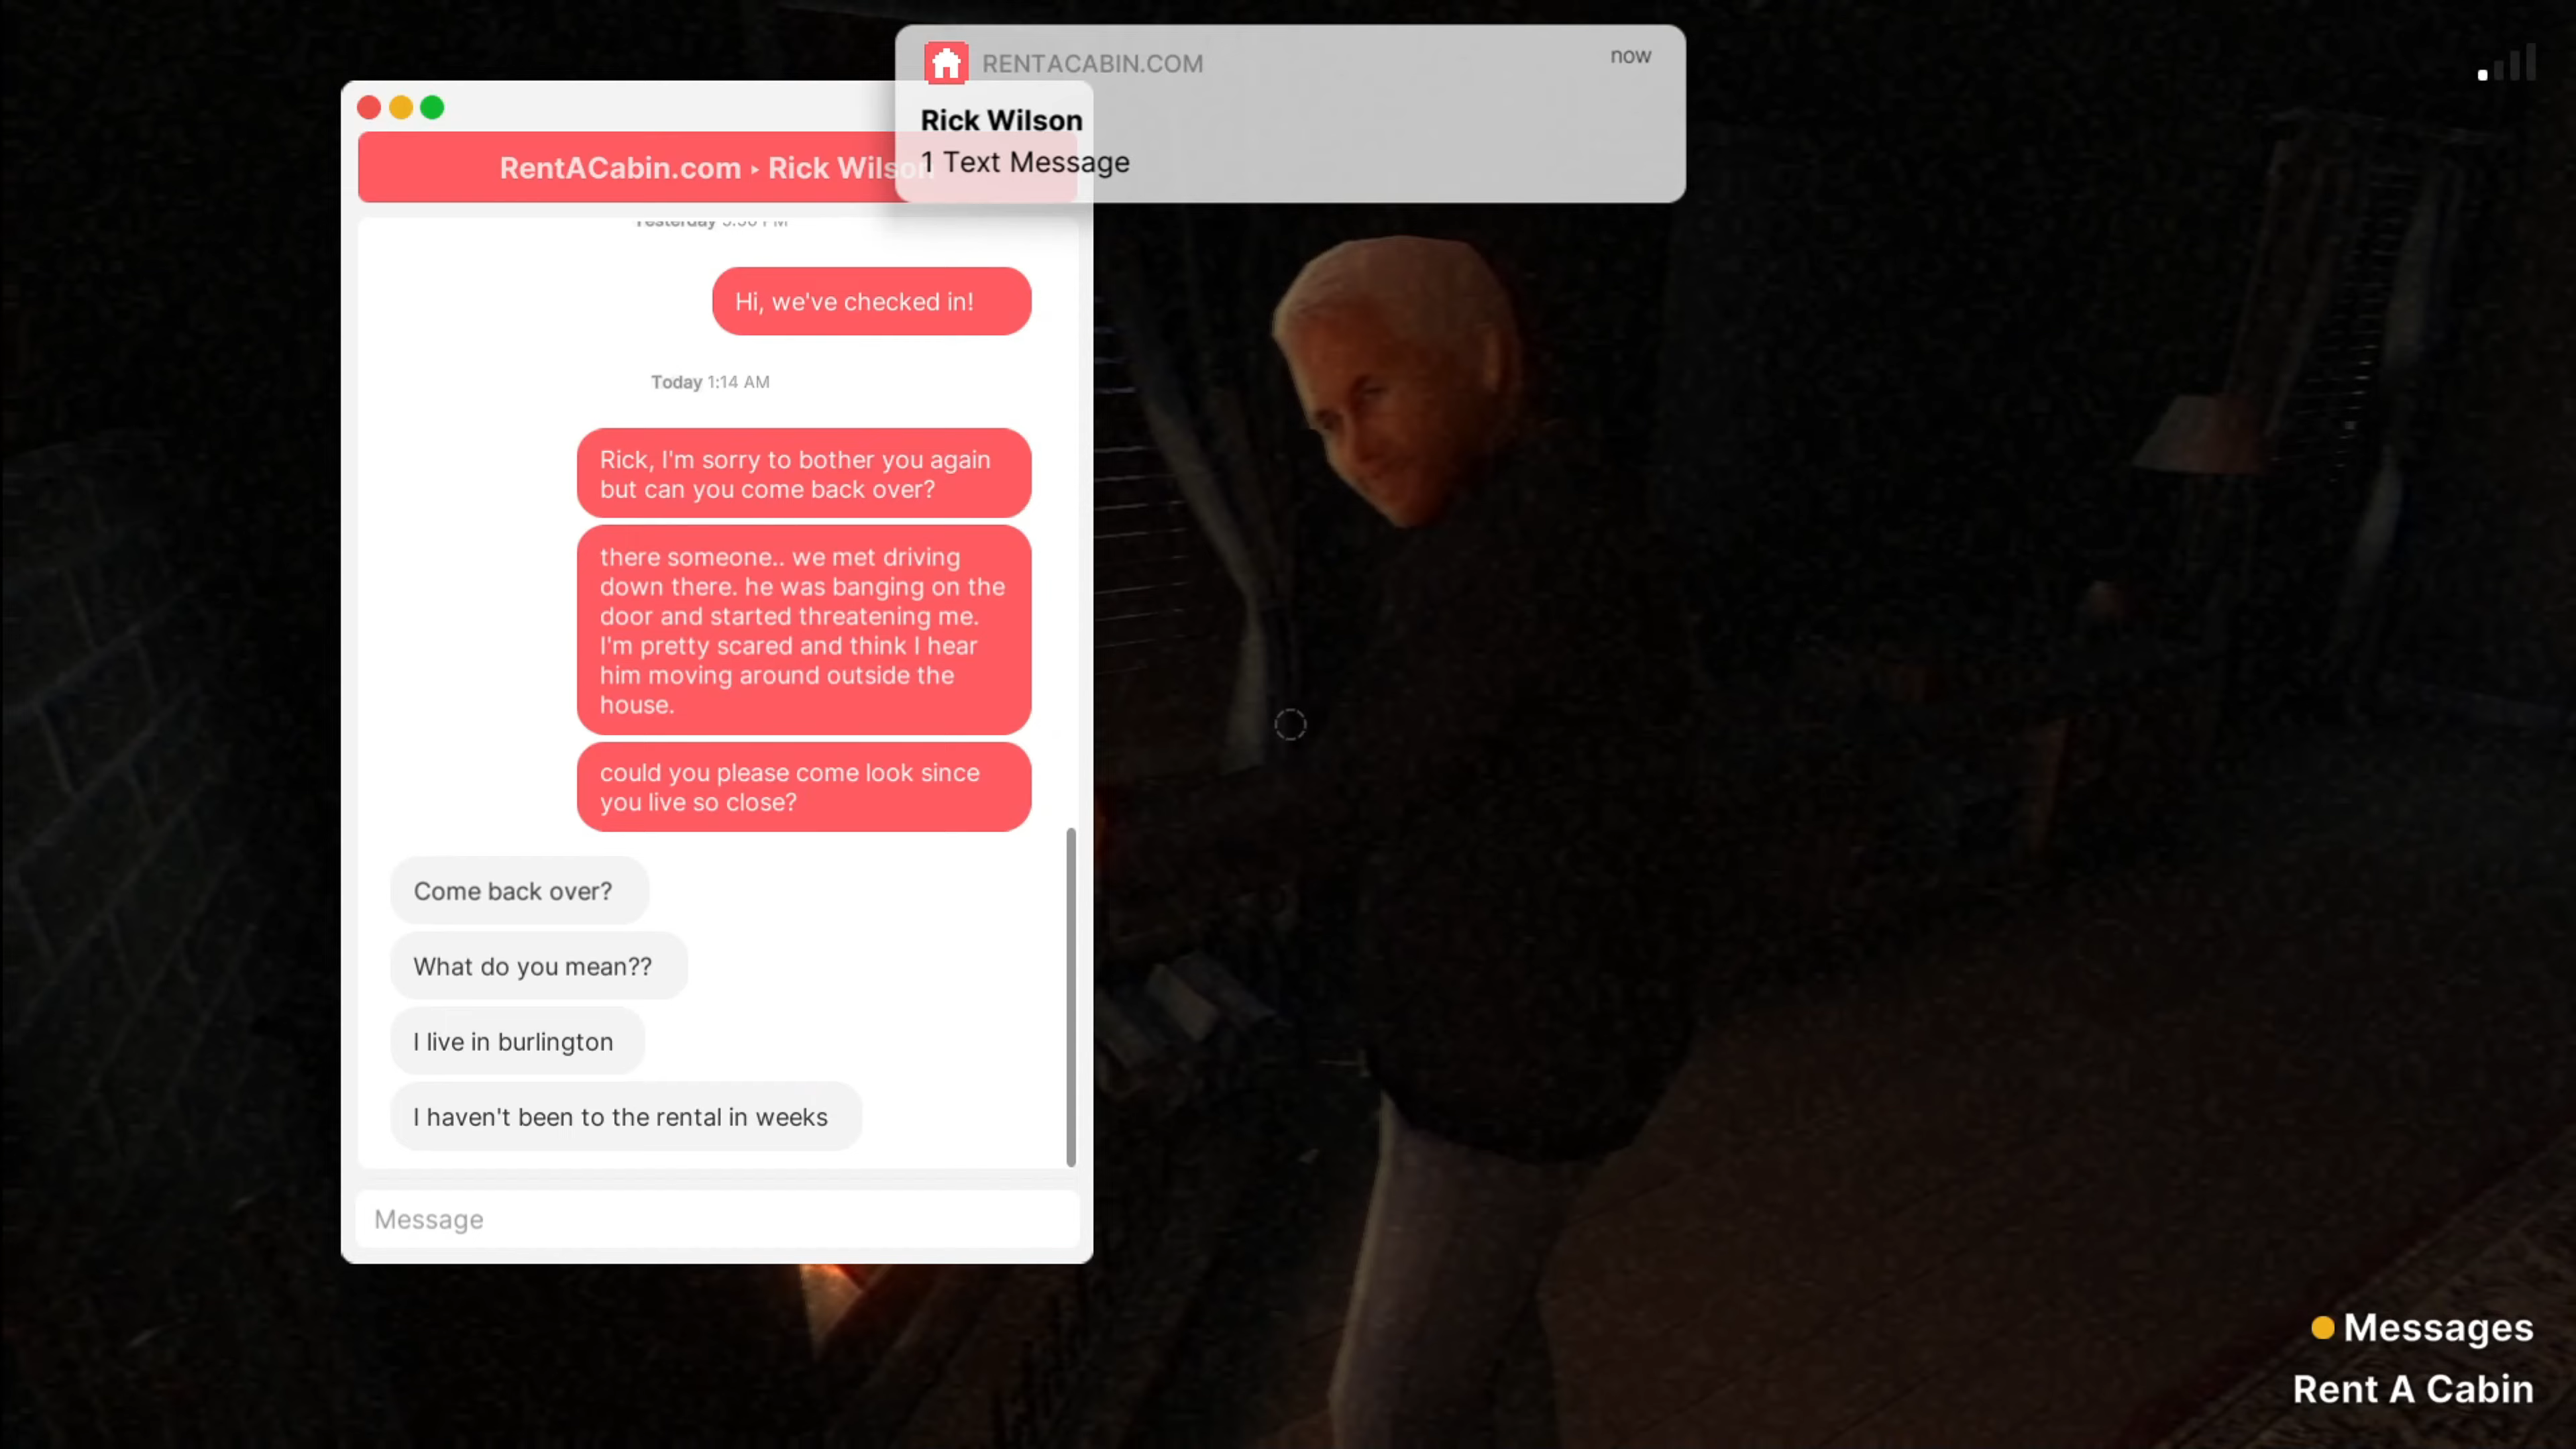 RENTACABIN.COM
now
Rick Wilson
1 Text Message
RentACabin.com ‣ Rick Wilson
Yesterday
Hi, we've checked in!
Today 1:14 AM
Rick, I'm sorry to bother you again
but can you come back over?
there someone.. we met driving
down there. he was banging on the
door and started threatening me.
I'm pretty scared and think I hear
him moving around outside the
house.
could you please come look since
you live so close?
Come back over?
What do you mean??
I live in burlington
I haven't been to the rental in weeks
Message
Messages
Rent A Cabin